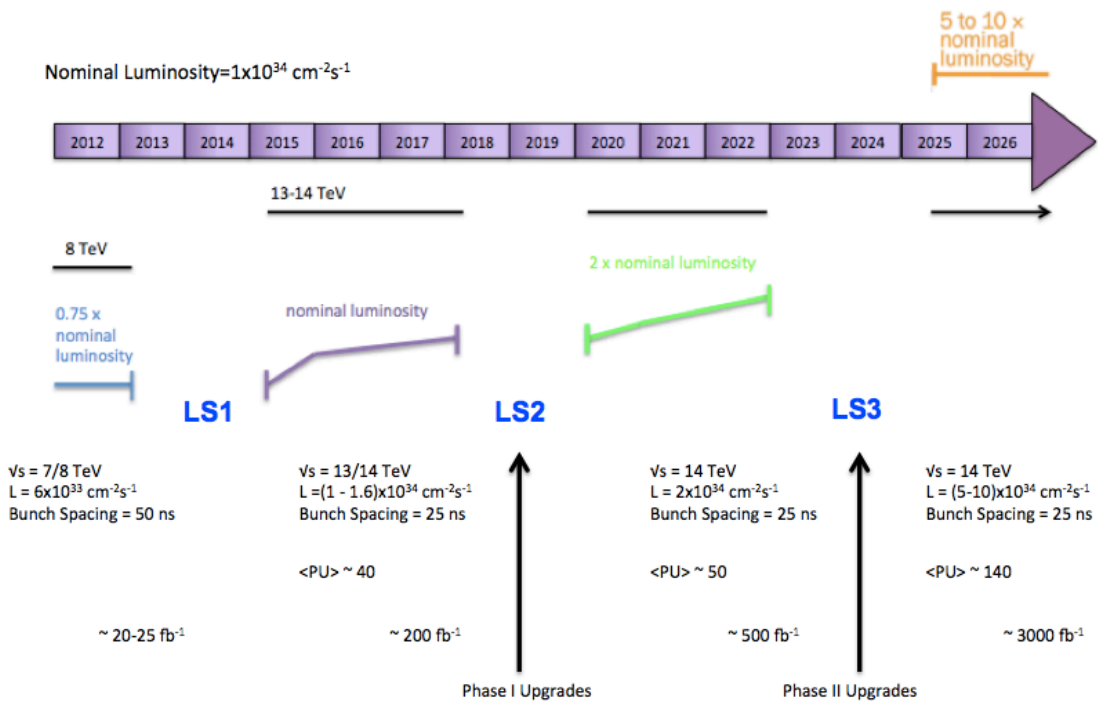 5 to 10 x
nominal
luminosity
Nominal Luminosity=1x10³⁴ cm⁻²s⁻¹
2012 2013 2014 2015 2016 2017 2018 2019 2020 2021 2022 2023 2024 2025 2026
13-14 TeV
8 TeV
2 x nominal luminosity
0.75 x
nominal
luminosity
nominal luminosity
LS1 LS2 LS3
√s = 7/8 TeV
L = 6x10³³ cm⁻²s⁻¹
Bunch Spacing = 50 ns
~ 20-25 fb⁻¹
√s = 13/14 TeV
L =(1 - 1.6)x10³⁴ cm⁻²s⁻¹
Bunch Spacing = 25 ns
<PU> ~ 40
~ 200 fb⁻¹
√s = 14 TeV
L = 2x10³⁴ cm⁻²s⁻¹
Bunch Spacing = 25 ns
<PU> ~ 50
~ 500 fb⁻¹
√s = 14 TeV
L = (5-10)x10³⁴ cm⁻²s⁻¹
Bunch Spacing = 25 ns
<PU> ~ 140
~ 3000 fb⁻¹
Phase I Upgrades
Phase II Upgrades